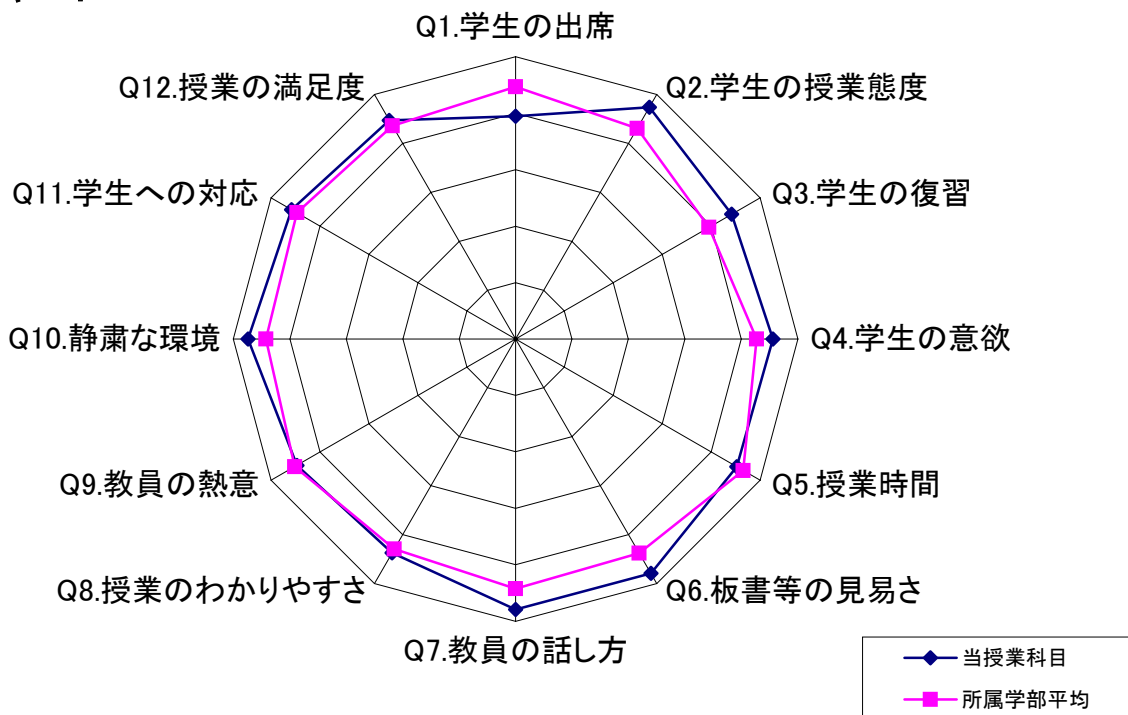 Q1.学生の出席
Q2.学生の授業態度
Q3.学生の復習
Q4.学生の意欲
Q5.授業時間
Q6.板書等の見易さ
Q7.教員の話し方
Q8.授業のわかりやすさ
Q9.教員の熱意
Q10.静粛な環境
Q11.学生への対応
Q12.授業の満足度
当授業科目
所属学部平均